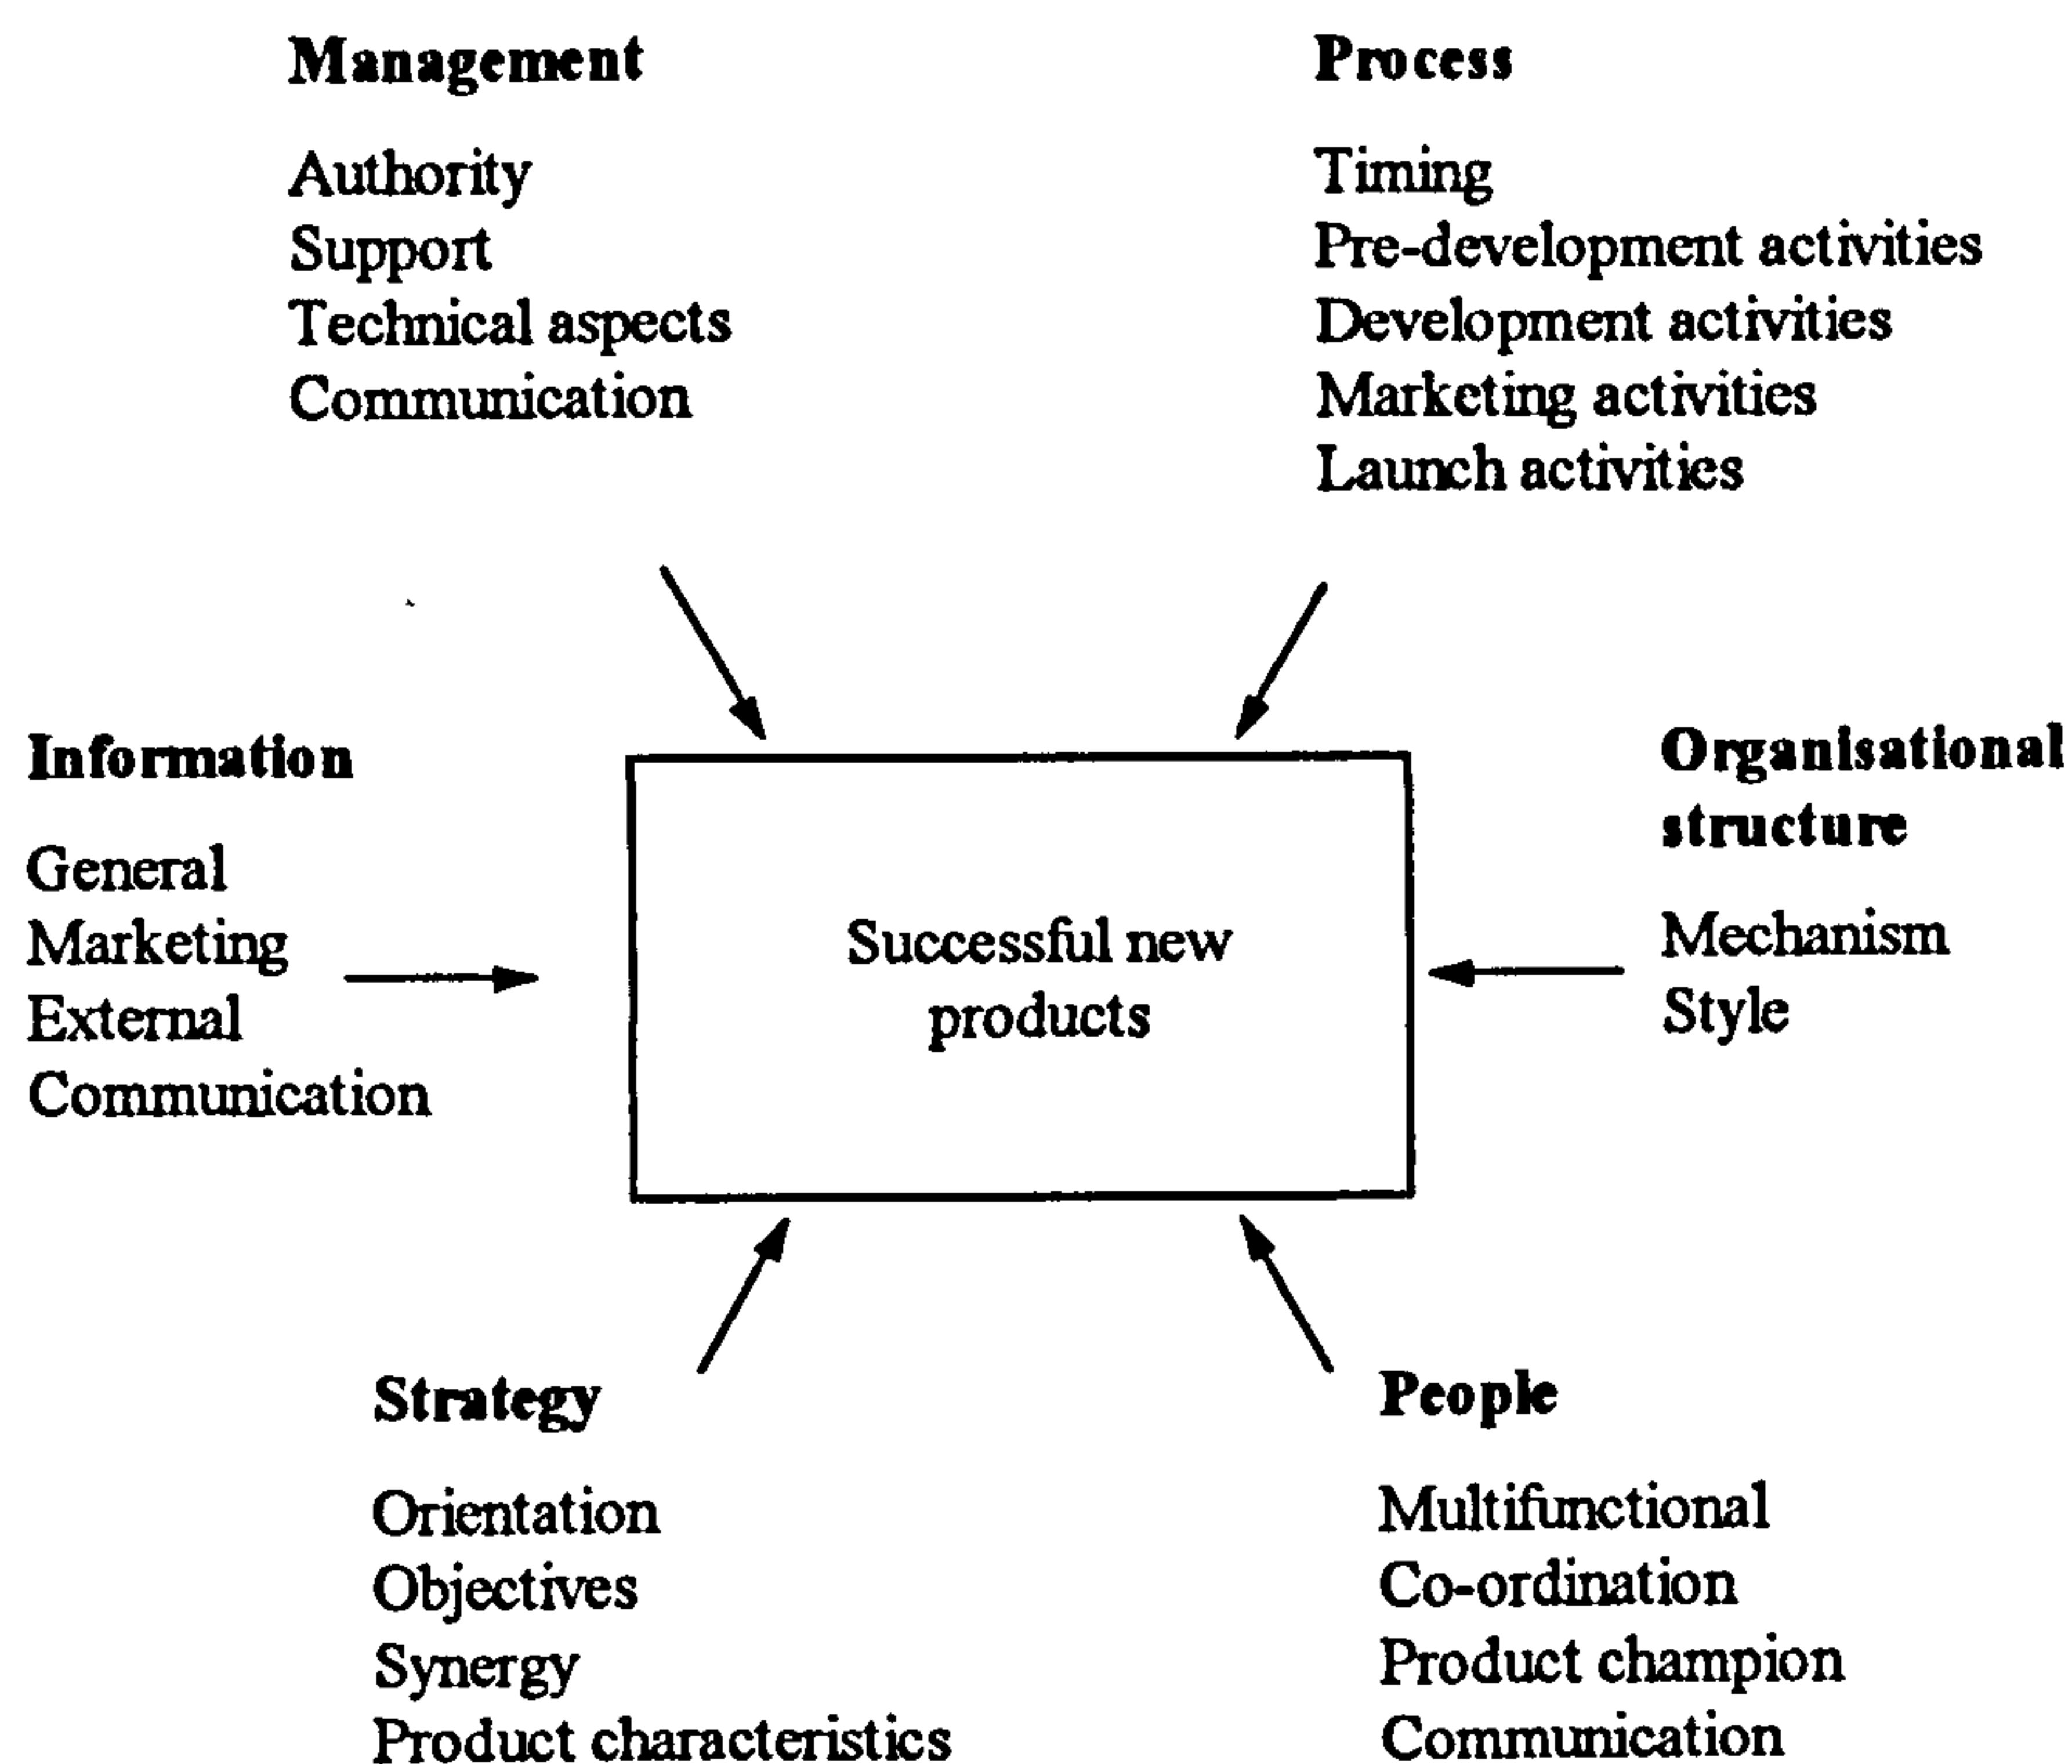 Management
Authority
Support
Technical aspects
Communication
Process
Timing
Pre-development activities
Development activities
Marketing activities
Launch activities
Information
General
Marketing
External
Communication
Successful new
products
Organisational
structure
Mechanism
Style
Strategy
Orientation
Objectives
Synergy
Product characteristics
People
Multifunctional
Co-ordination
Product champion
Communication